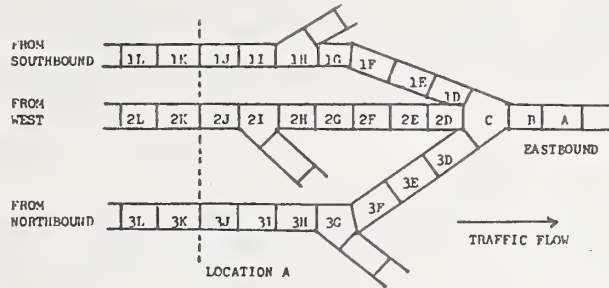 FROM SOUTHBOUND
1L 1K 1J 1I 1H 1G 1F 1E 1D
FROM WEST
2L 2K 2J 2I 2H 2G 2F 2E 2D C B A
EASTBOUND
3D
3E
3F
FROM NORTHBOUND
3L 3K 3J 3I 3H 3G
TRAFFIC FLOW
LOCATION A